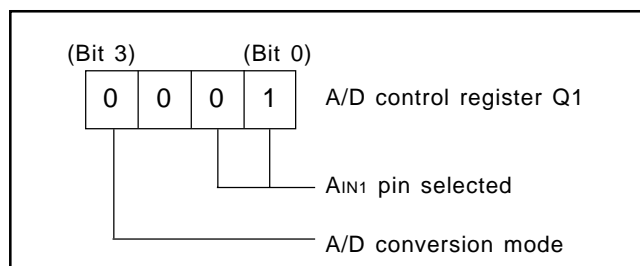 (Bit 3) (Bit 0)
0 0 0 1 A/D control register Q1
AIN1 pin selected
A/D conversion mode